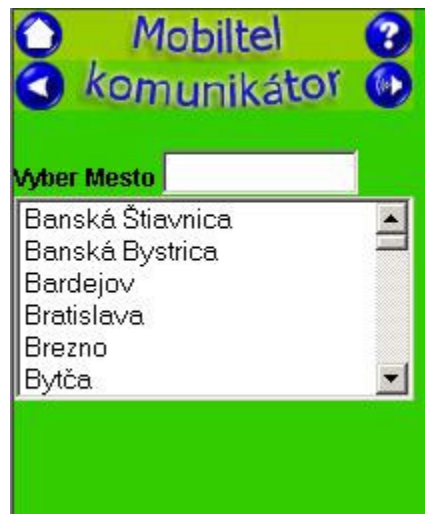 Mobiltel
komunikátor
Vyber Mesto
Banská Štiavnica
Banská Bystrica
Bardejov
Bratislava
Brezno
Bytča